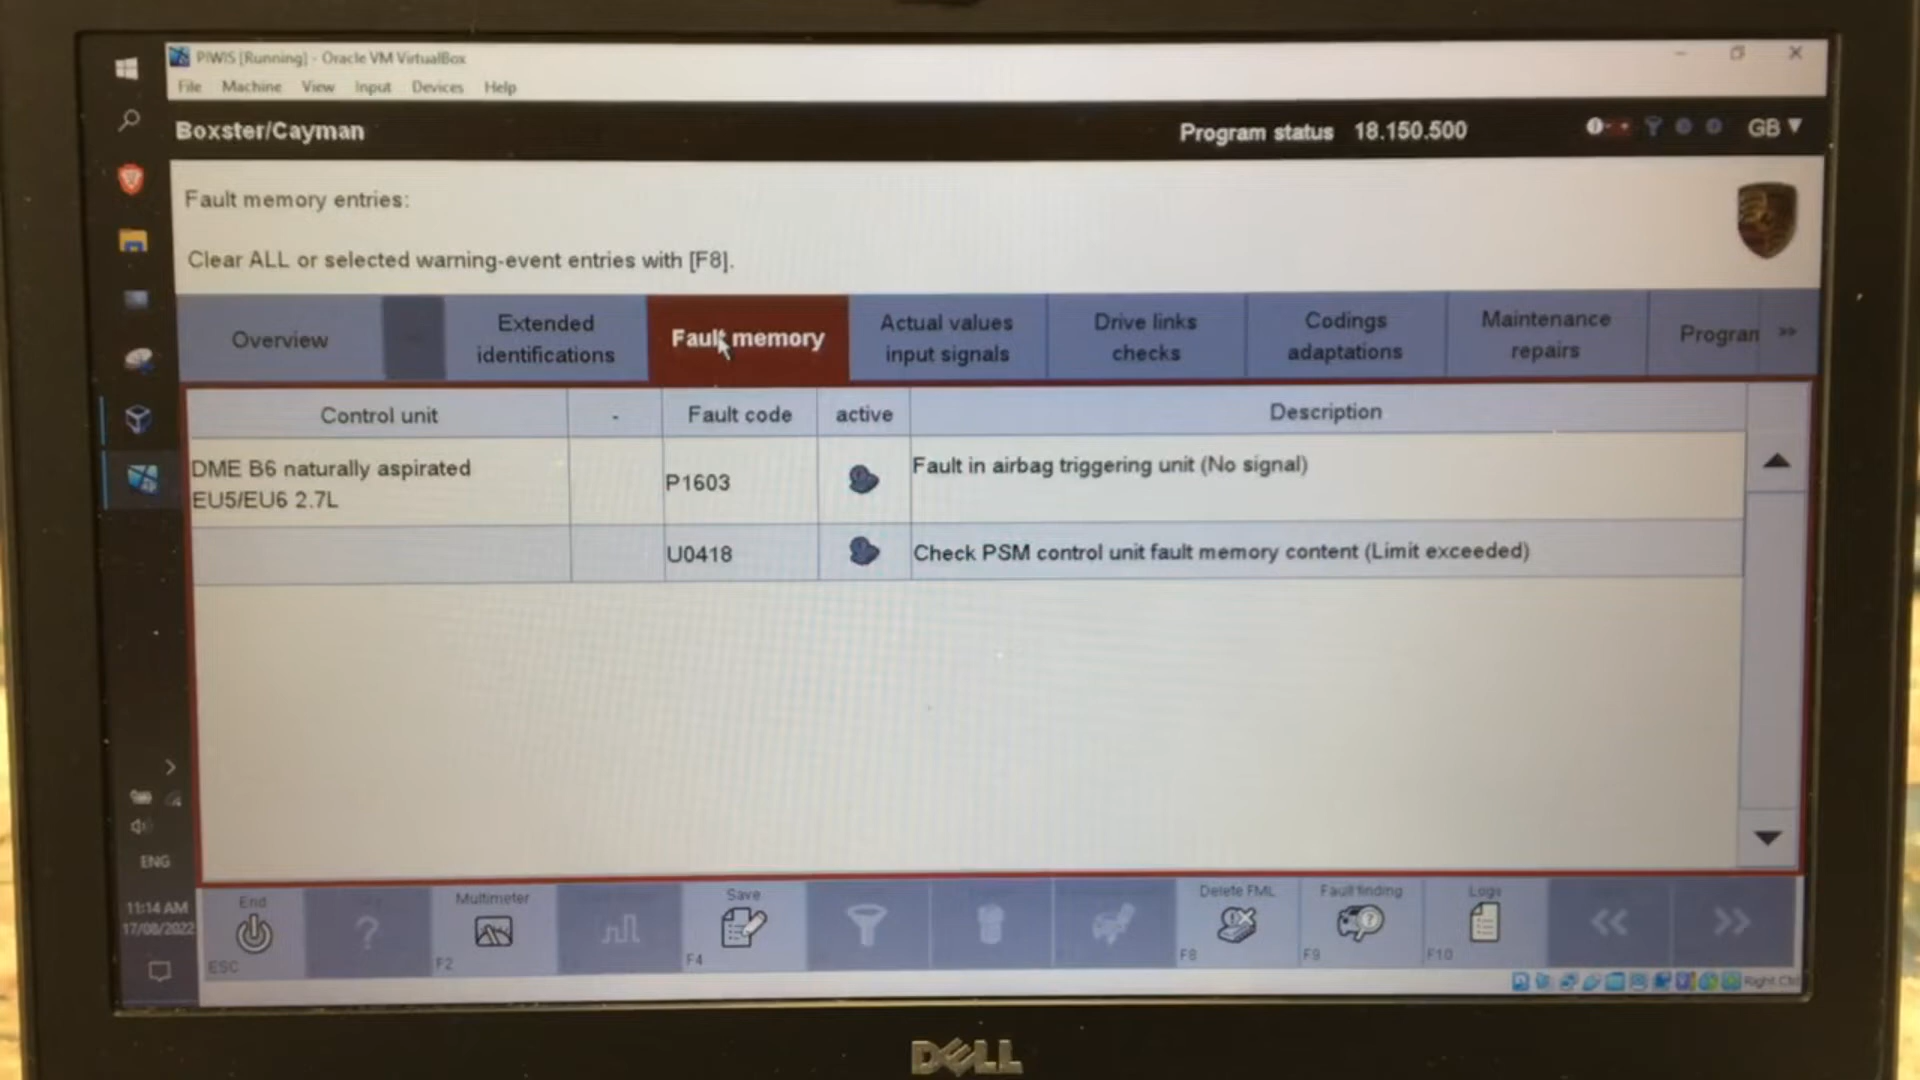 PIWIS [Running] - Oracle VM VirtualBox
File Machine View Input Devices Help
Boxster/Cayman
Program status 18.150.500
GB
Fault memory entries:
Clear ALL or selected warning-event entries with [F8].
Overview
Extended
identifications
Fault memory
Actual values
input signals
Drive links
checks
Codings
adaptations
Maintenance
repairs
Progran
>>
Control unit - Fault code active Description
DME B6 naturally aspirated
EU5/EU6 2.7L
P1603
Fault in airbag triggering unit (No signal)
U0418
Check PSM control unit fault memory content (Limit exceeded)
ENG
11:14 AM
17/08/2022
End
ESC
?
Multimeter
F2
Save
F4
Delete FML
F8
Fault finding
F9
Logs
F10
Right Ctrl
DELL